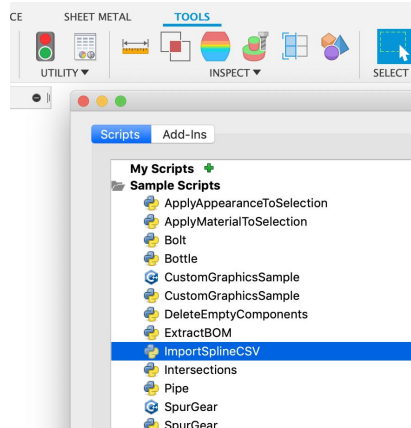 CE SHEET METAL TOOLS
UTILITY▼ INSPECT▼ SELECT
Scripts Add-Ins
My Scripts
Sample Scripts
ApplyAppearanceToSelection
ApplyMaterialToSelection
Bolt
Bottle
CustomGraphicsSample
CustomGraphicsSample
DeleteEmptyComponents
ExtractBOM
ImportSplineCSV
Intersections
Pipe
SpurGear
SpurGear